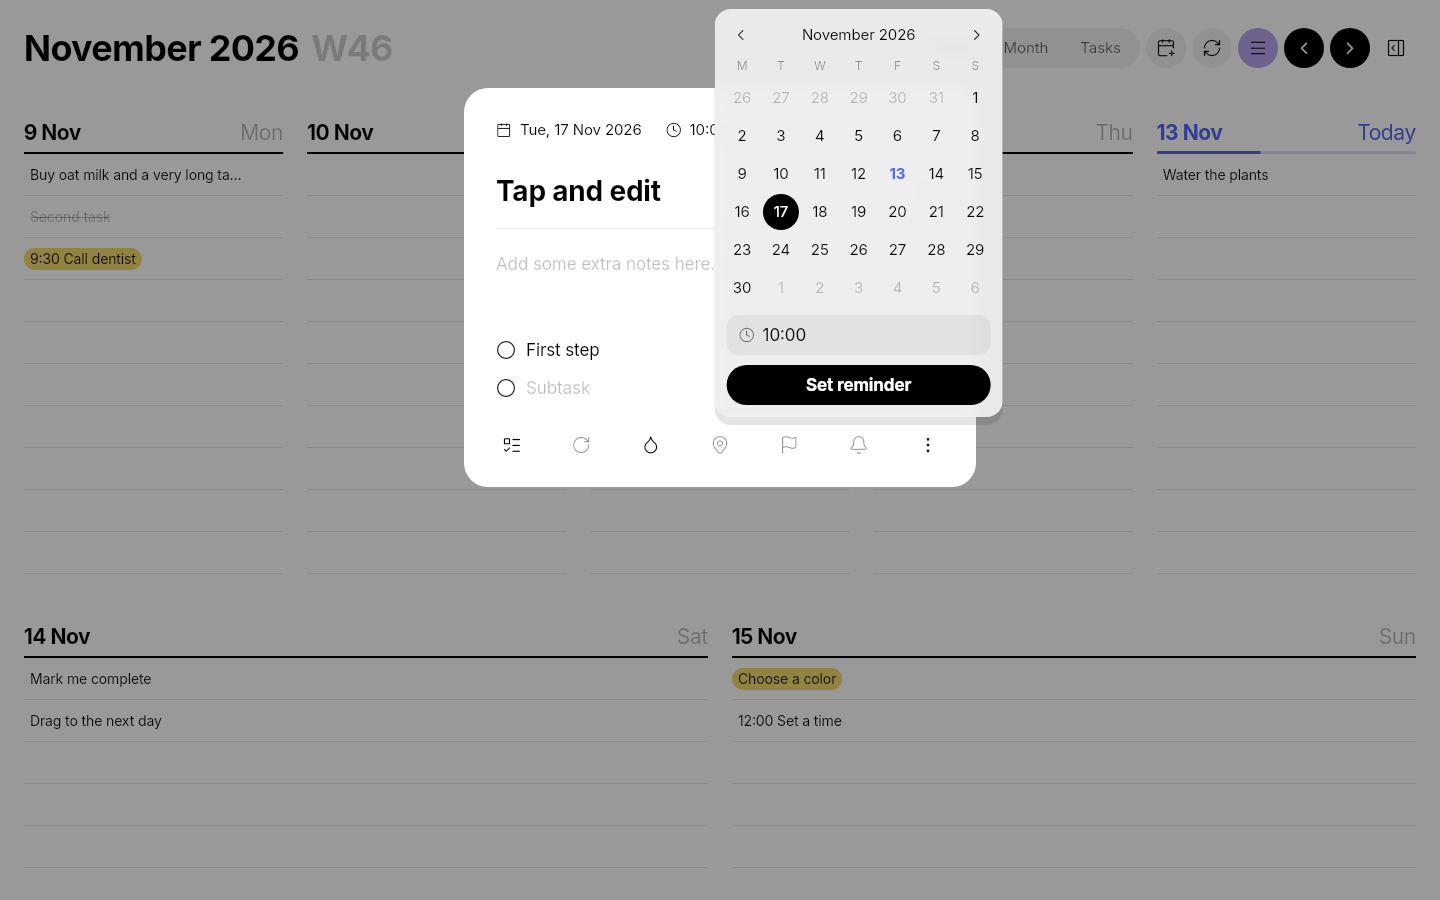 November 2026 W46
Month Tasks
9 Nov Mon
Buy oat milk and a very long ta...
Second task
9:30 Call dentist
10 Nov
Thu
13 Nov Today
Water the plants
Tue, 17 Nov 2026
Tap and edit
Add some extra notes here.
First step
Subtask
November 2026
M T W T F S S
26 27 28 29 30 31 1
2 3 4 5 6 7 8
9 10 11 12 13 14 15
16 17 18 19 20 21 22
23 24 25 26 27 28 29
30 1 2 3 4 5 6
10:00
Set reminder
14 Nov Sat
Mark me complete
Drag to the next day
15 Nov Sun
Choose a color
12:00 Set a time